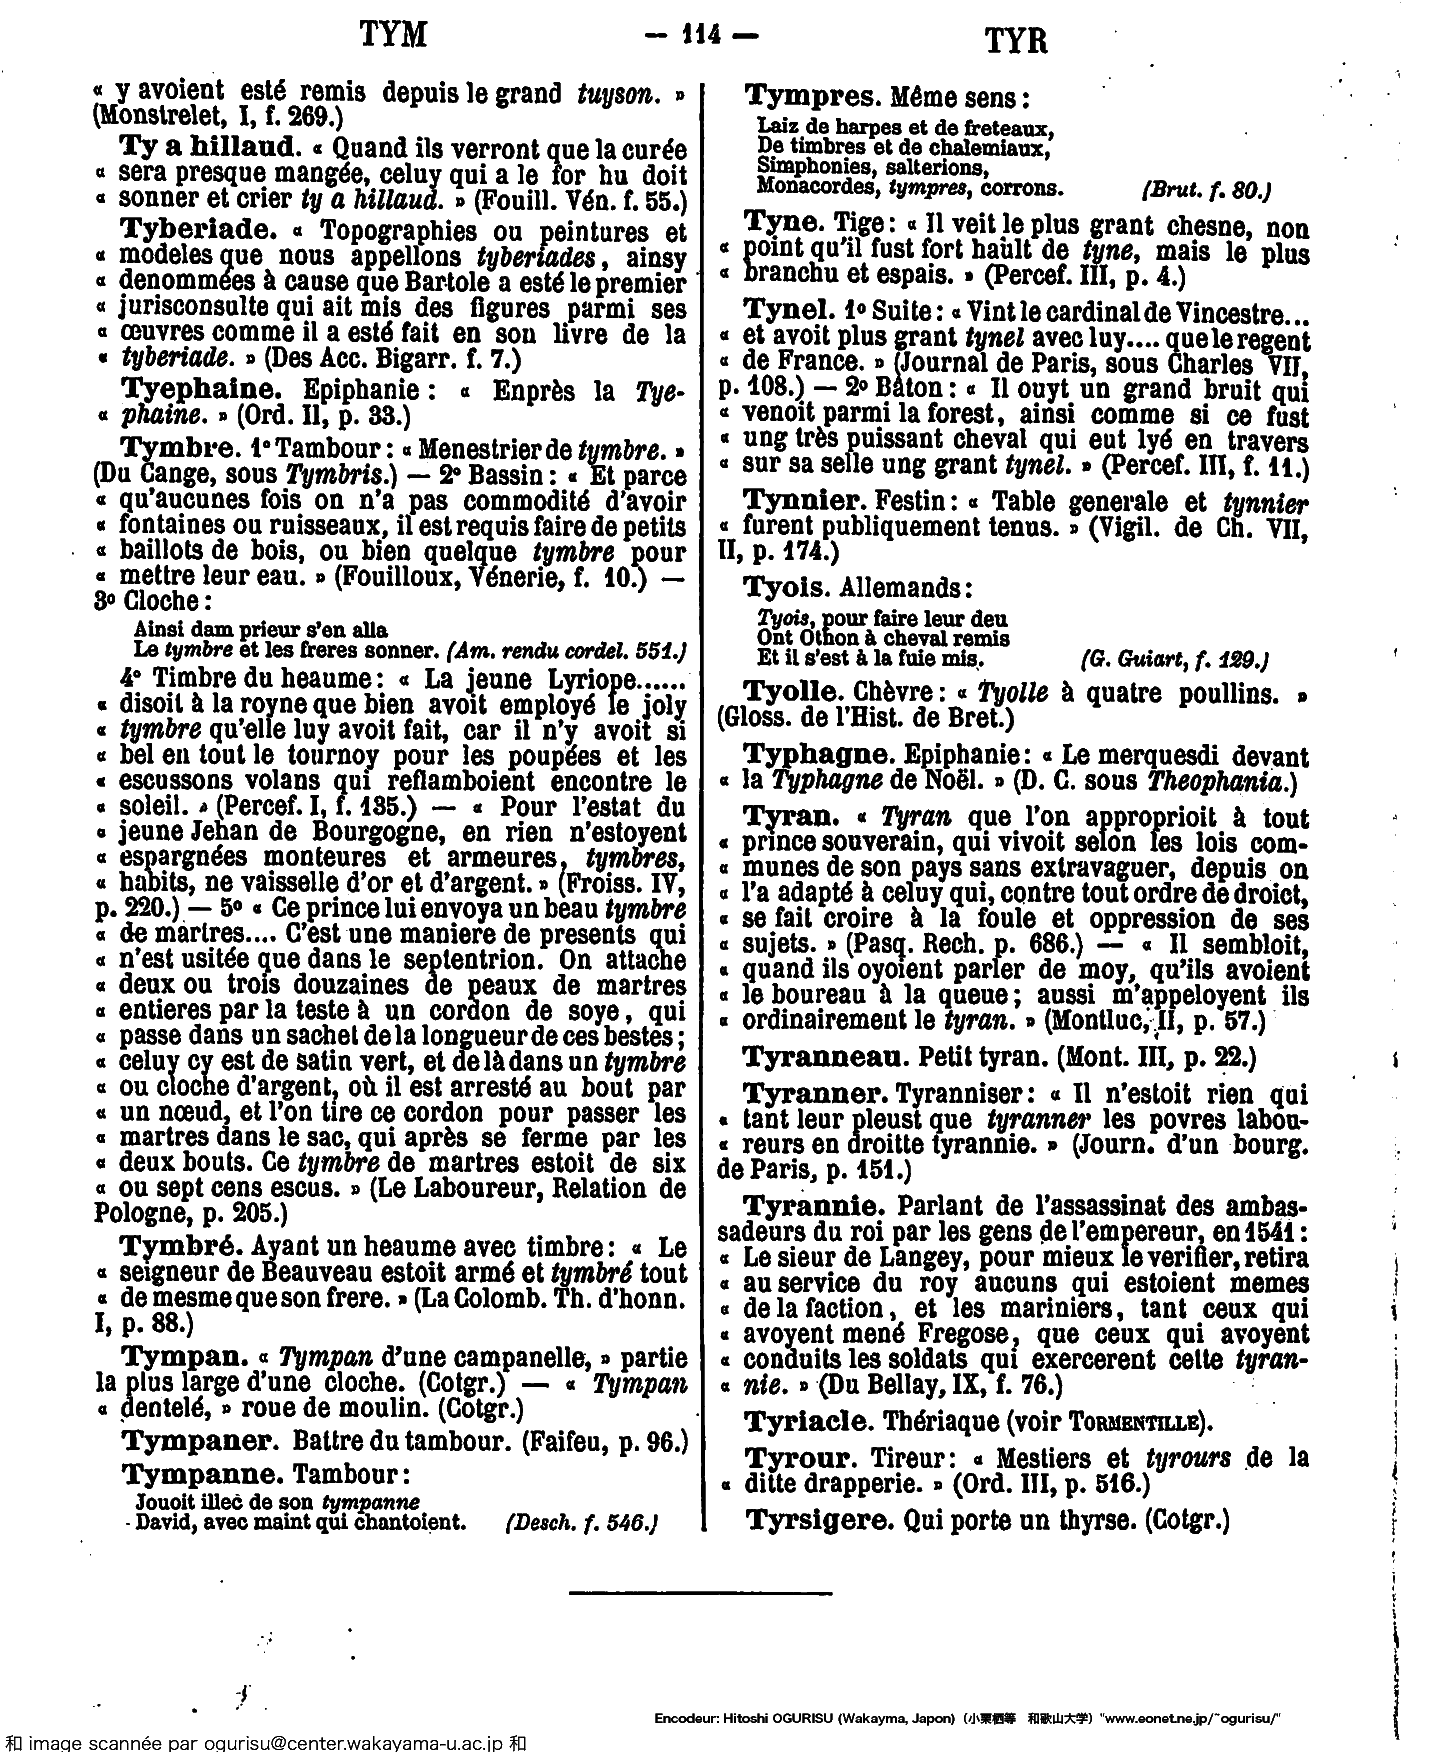 TYM
— 114 —
TYR
« y avoient esté remis depuis le grand tuyson. »
(Monstrelet, I, f. 269.)
Ty a hillaud. « Quand ils verront que la curée
« sera presque mangée, celuy qui a le for hu doit
« sonner et crier ty a hillaud. » (Fouill. Vén. f. 55.)
Tyberiade. « Topographies ou peintures et
« modeles que nous appellons tyberiades, ainsy
« denommées à cause que Bartole a esté le premier
« jurisconsulte qui ait mis des figures parmi ses
« œuvres comme il a esté fait en son livre de la
« tyberiade. » (Des Acc. Bigarr. f. 7.)
Tyephaine. Epiphanie : « Enprès la Tye-
« phaine. » (Ord. II, p. 33.)
Tymbre. 1º Tambour : « Menestrier de tymbre. »
(Du Cange, sous Tymbris.) — 2º Bassin : « Et parce
« qu'aucunes fois on n'a pas commodité d'avoir
« fontaines ou ruisseaux, il est requis faire de petits
« baillots de bois, ou bien quelque tymbre pour
« mettre leur eau. » (Fouilloux, Vénerie, f. 10.) —
3º Cloche :
Ainsi dam prieur s'en alla
Le tymbre et les freres sonner. (Am. rendu cordel. 551.)
4º Timbre du heaume : « La jeune Lyriope......
« disoit à la royne que bien avoit employé le joly
« tymbre qu'elle luy avoit fait, car il n'y avoit si
« bel en tout le tournoy pour les poupées et les
« escussons volans qui reflamboient encontre le
« soleil. » (Percef. I, f. 135.) — « Pour l'estat du
« jeune Jehan de Bourgogne, en rien n'estoyent
« espargnées monteures et armeures, tymbres,
« habits, ne vaisselle d'or et d'argent. » (Froiss. IV,
p. 220.) — 5º « Ce prince lui envoya un beau tymbre
« de martres.... C'est une maniere de presents qui
« n'est usitée que dans le septentrion. On attache
« deux ou trois douzaines de peaux de martres
« entieres par la teste à un cordon de soye, qui
« passe dans un sachet de la longueur de ces bestes ;
« celuy cy est de satin vert, et de là dans un tymbre
« ou cloche d'argent, où il est arresté au bout par
« un nœud, et l'on tire ce cordon pour passer les
« martres dans le sac, qui après se ferme par les
« deux bouts. Ce tymbre de martres estoit de six
« ou sept cens escus. » (Le Laboureur, Relation de
Pologne, p. 205.)
Tymbré. Ayant un heaume avec timbre : « Le
« seigneur de Beauveau estoit armé et tymbré tout
« de mesme que son frere. » (La Colomb. Th. d'honn.
I, p. 88.)
Tympan. « Tympan d'une campanelle, » partie
la plus large d'une cloche. (Cotgr.) — « Tympan
« dentelé, » roue de moulin. (Cotgr.)
Tympaner. Battre du tambour. (Faifeu, p. 96.)
Tympanne. Tambour :
Jouoit illec de son tympanne
David, avec maint qui chantoient. (Desch. f. 546.)
Tympres. Même sens :
Laiz de harpes et de freteaux,
De timbres et de chalemiaux,
Simphonies, salterions,
Monacordes, tympres, corrons. (Brut. f. 80.)
Tyne. Tige : « Il veit le plus grant chesne, non
« point qu'il fust fort hault de tyne, mais le plus
« branchu et espais. » (Percef. III, p. 4.)
Tynel. 1º Suite : « Vint le cardinal de Vincestre...
« et avoit plus grant tynel avec luy.... que le regent
« de France. » (Journal de Paris, sous Charles VII,
p. 108.) — 2º Bâton : « Il ouyt un grand bruit qui
« venoit parmi la forest, ainsi comme si ce fust
« ung très puissant cheval qui eut lyé en travers
« sur sa selle ung grant tynel. » (Percef. III, f. 11.)
Tynnier. Festin : « Table generale et tynnier
« furent publiquement tenus. » (Vigil. de Ch. VII,
II, p. 174.)
Tyois. Allemands :
Tyois, pour faire leur deu
Ont Othon à cheval remis
Et il s'est à la fuie mis. (G. Guiart, f. 129.)
Tyolle. Chèvre : « Tyolle à quatre poullins. »
(Gloss. de l'Hist. de Bret.)
Typhagne. Epiphanie : « Le merquesdi devant
« la Typhagne de Noël. » (D. C. sous Theophania.)
Tyran. « Tyran que l'on approprioit à tout
« prince souverain, qui vivoit selon les lois com-
« munes de son pays sans extravaguer, depuis on
« l'a adapté à celuy qui, contre tout ordre de droict,
« se fait croire à la foule et oppression de ses
« sujets. » (Pasq. Rech. p. 686.) — « Il sembloit,
« quand ils oyoient parler de moy, qu'ils avoient
« le boureau à la queue ; aussi m'appeloyent ils
« ordinairement le tyran. » (Montluc, II, p. 57.)
Tyranneau. Petit tyran. (Mont. III, p. 22.)
Tyranner. Tyranniser : « Il n'estoit rien qui
« tant leur pleust que tyranner les povres labou-
« reurs en droitte tyrannie. » (Journ. d'un bourg.
de Paris, p. 151.)
Tyrannie. Parlant de l'assassinat des ambas-
sadeurs du roi par les gens de l'empereur, en 1541 :
« Le sieur de Langey, pour mieux le verifier, retira
« au service du roy aucuns qui estoient memes
« de la faction, et les mariniers, tant ceux qui
« avoyent mené Fregose, que ceux qui avoyent
« conduits les soldats qui exercerent cette tyran-
« nie. » (Du Bellay, IX, f. 76.)
Tyriacle. Thériaque (voir TORMENTILLE).
Tyrour. Tireur : « Mestiers et tyrours de la
« ditte drapperie. » (Ord. III, p. 516.)
Tyrsigere. Qui porte un thyrse. (Cotgr.)
Encodeur: Hitoshi OGURISU (Wakayma, Japon) (小栗栖等 和歌山大学) "www.eonet.ne.jp/~ogurisu/"
和 image scannée par ogurisu@center.wakayama-u.ac.jp 和